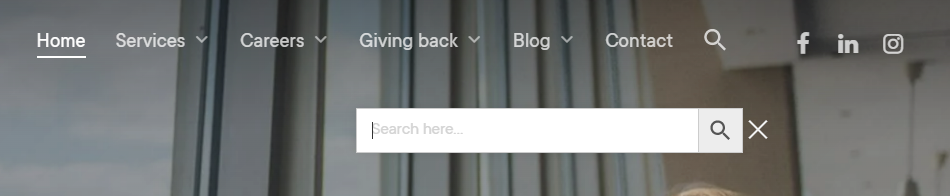 Home Services Careers Giving back Blog Contact
Search here...